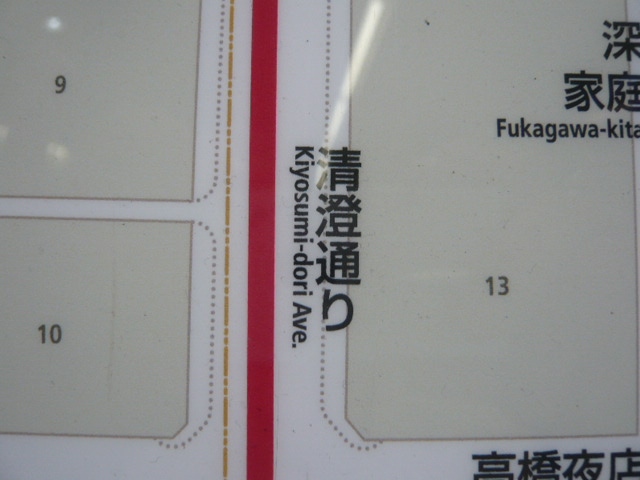 9
深
家庭
Fukagawa-kita
清澄通り
Kiyosumi-dori Ave.
13
10
高橋夜店